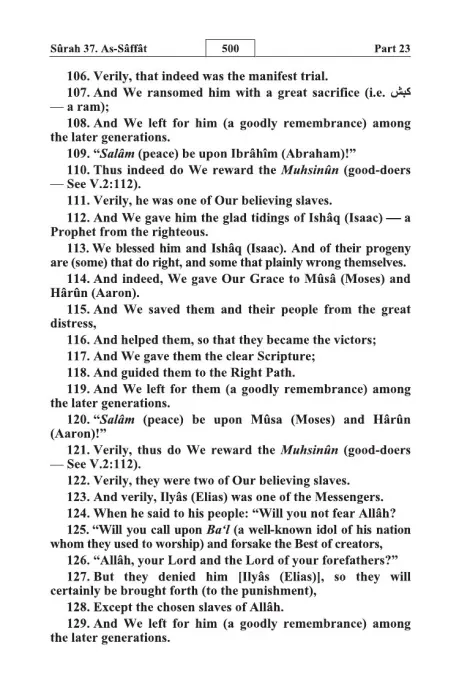 Sûrah 37. As-Sâffât 500 Part 23
106. Verily, that indeed was the manifest trial.
107. And We ransomed him with a great sacrifice (i.e. كبش
— a ram);
108. And We left for him (a goodly remembrance) among
the later generations.
109. “Salâm (peace) be upon Ibrâhîm (Abraham)!”
110. Thus indeed do We reward the Muhsinûn (good-doers
— See V.2:112).
111. Verily, he was one of Our believing slaves.
112. And We gave him the glad tidings of Ishâq (Isaac) — a
Prophet from the righteous.
113. We blessed him and Ishâq (Isaac). And of their progeny
are (some) that do right, and some that plainly wrong themselves.
114. And indeed, We gave Our Grace to Mûsâ (Moses) and
Hârûn (Aaron).
115. And We saved them and their people from the great
distress,
116. And helped them, so that they became the victors;
117. And We gave them the clear Scripture;
118. And guided them to the Right Path.
119. And We left for them (a goodly remembrance) among
the later generations.
120. “Salâm (peace) be upon Mûsa (Moses) and Hârûn
(Aaron)!”
121. Verily, thus do We reward the Muhsinûn (good-doers
— See V.2:112).
122. Verily, they were two of Our believing slaves.
123. And verily, Ilyâs (Elias) was one of the Messengers.
124. When he said to his people: “Will you not fear Allâh?
125. “Will you call upon Ba‘l (a well-known idol of his nation
whom they used to worship) and forsake the Best of creators,
126. “Allâh, your Lord and the Lord of your forefathers?”
127. But they denied him [Ilyâs (Elias)], so they will
certainly be brought forth (to the punishment),
128. Except the chosen slaves of Allâh.
129. And We left for him (a goodly remembrance) among
the later generations.